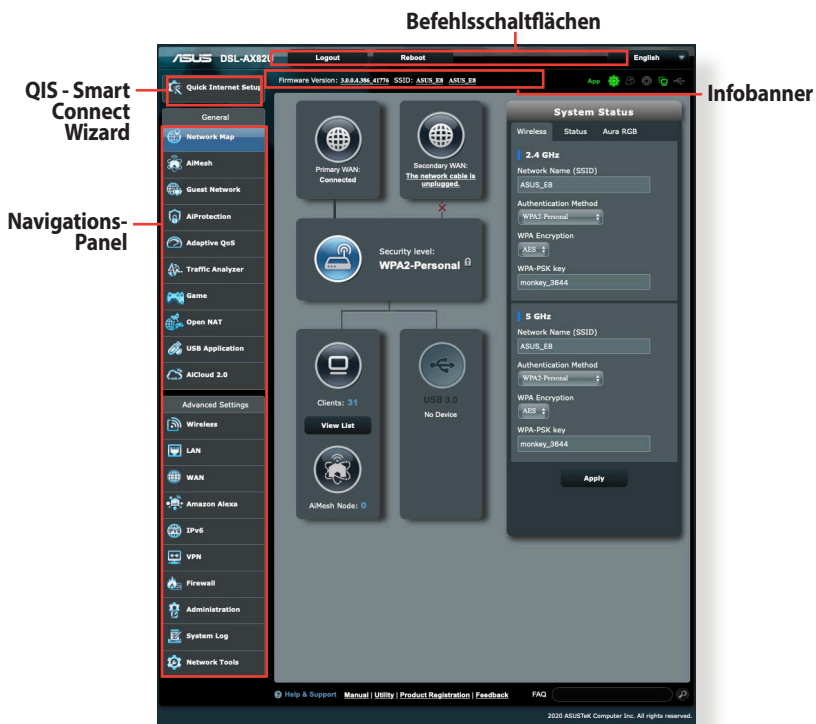 Befehlsschaltflächen
ASUS DSL-AX82U
Logout
Reboot
English
QIS - Smart
Connect
Wizard
Quick Internet Setup
Firmware Version: 3.0.0.4.386_41776 SSID: ASUS_E8 ASUS_E8
App
Infobanner
Navigations-
Panel
General
Network Map
AiMesh
Guest Network
AiProtection
Adaptive QoS
Traffic Analyzer
Game
Open NAT
USB Application
AiCloud 2.0
Advanced Settings
Wireless
LAN
WAN
Amazon Alexa
IPv6
VPN
Firewall
Administration
System Log
Network Tools
Primary WAN:
Connected
Secondary WAN:
The network cable is
unplugged.
Security level:
WPA2-Personal
Clients: 31
View List
AiMesh Node: 0
USB 3.0
No Device
System Status
Wireless
Status
Aura RGB
2.4 GHz
Network Name (SSID)
ASUS_E8
Authentication Method
WPA2-Personal
WPA Encryption
AES
WPA-PSK key
monkey_3644
5 GHz
Network Name (SSID)
ASUS_E8
Authentication Method
WPA2-Personal
WPA Encryption
AES
WPA-PSK key
monkey_3644
Apply
Help & Support
Manual | Utility | Product Registration | Feedback
FAQ
2020 ASUSTeK Computer Inc. All rights reserved.